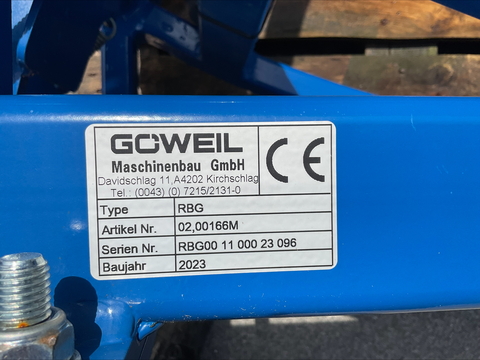 GÖWEIL
Maschinenbau GmbH
Davidschlag 11,A4202 Kirchschlag
Tel.: (0043) (0) 7215/2131-0
CE
Type RBG
Artikel Nr. 02,00166M
Serien Nr. RBG00 11 000 23 096
Baujahr 2023